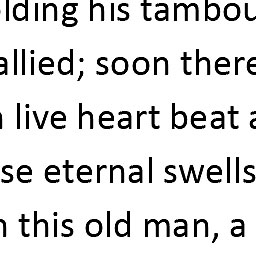 lding his tambou
allied; soon there
live heart beat a
se eternal swells
this old man, a